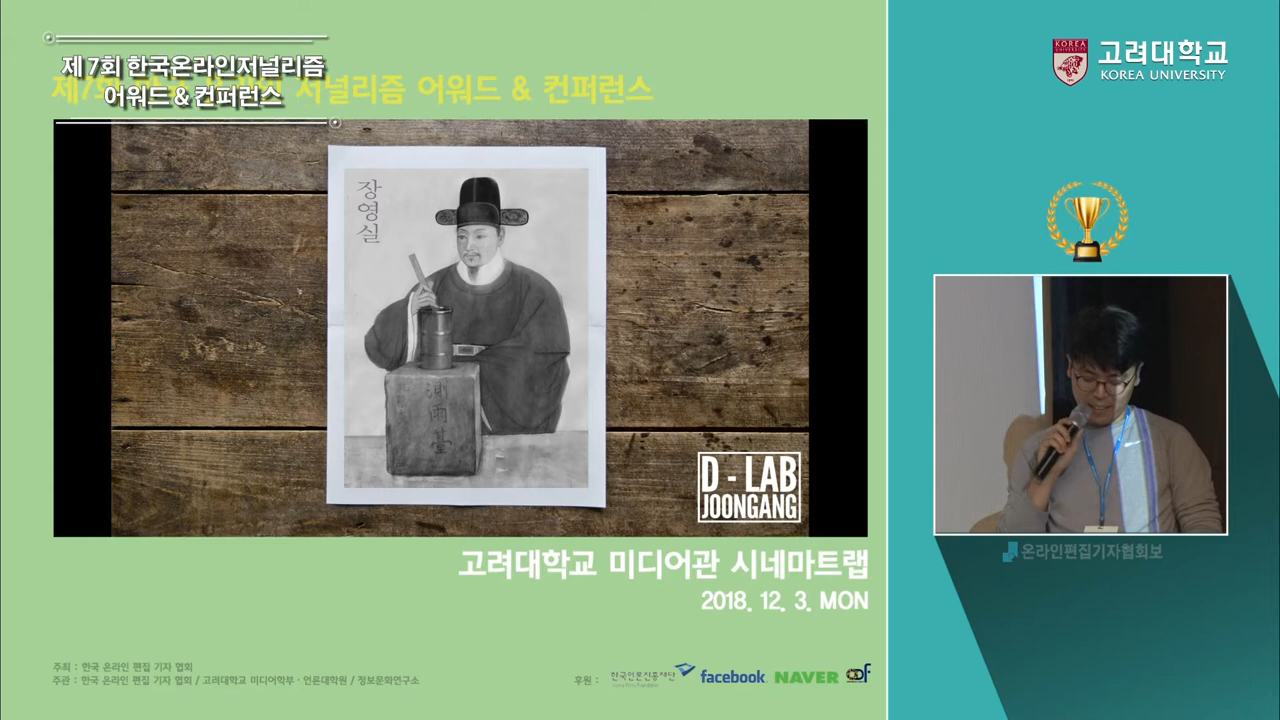 제 7회 한국온라인저널리즘
어워드 & 컨퍼런스
저널리즘 어워드 & 컨퍼런스
장영실
測雨臺
D - LAB
JOONGANG
고려대학교 미디어관 시네마트랩
2018. 12. 3. MON
주최 : 한국 온라인 편집 기자 협회
주관 : 한국 온라인 편집 기자 협회 / 고려대학교 미디어학부 · 언론대학원 / 정보문화연구소
후원 :
한국언론진흥재단
facebook
NAVER
KOREA
고려대학교
KOREA UNIVERSITY
온라인편집기자협회보